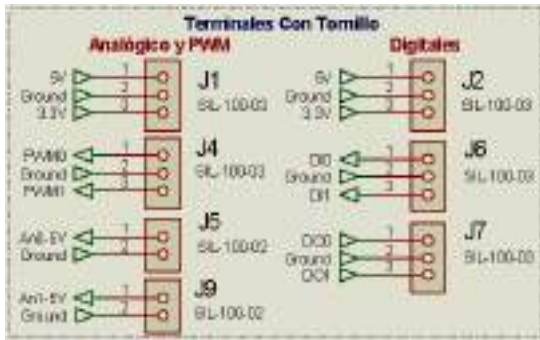 Terminales Con Tornillo
Analógico y PWM
5V 1
Ground 2
3.3V 3
J1
SIL-100-03
PWM0 1
Ground 2
PWM1 3
J4
SIL-100-03
An0-5V 1
Ground 2
J5
SIL-100-02
An1-5V 1
Ground 2
J9
SIL-100-02
Digitales
5V 1
Ground 2
3.3V 3
J2
SIL-100-03
DI0 1
Ground 2
DI1 3
J6
SIL-100-03
DO0 1
Ground 2
DO1 3
J7
SIL-100-03